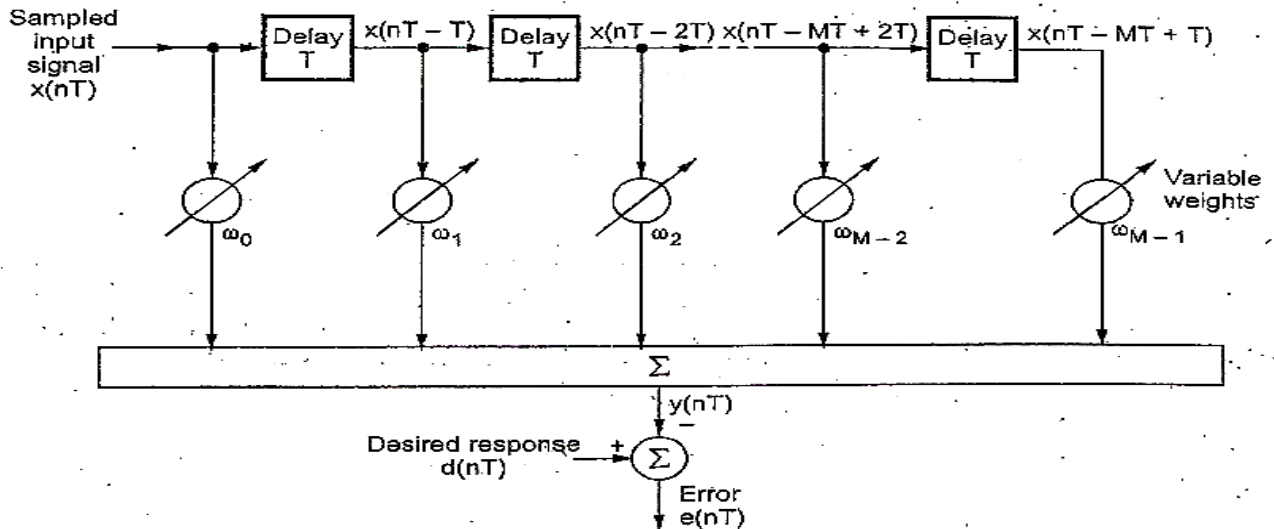 Sampled
input
signal
x(nT)
Delay
T
x(nT – T)
Delay
T
x(nT – 2T)
x(nT – MT + 2T)
Delay
T
x(nT – MT + T)
Variable
weights
ω0
ω1
ω2
ωM – 2
ωM – 1
Σ
y(nT)
–
Desired response
d(nT)
+
Σ
Error
e(nT)